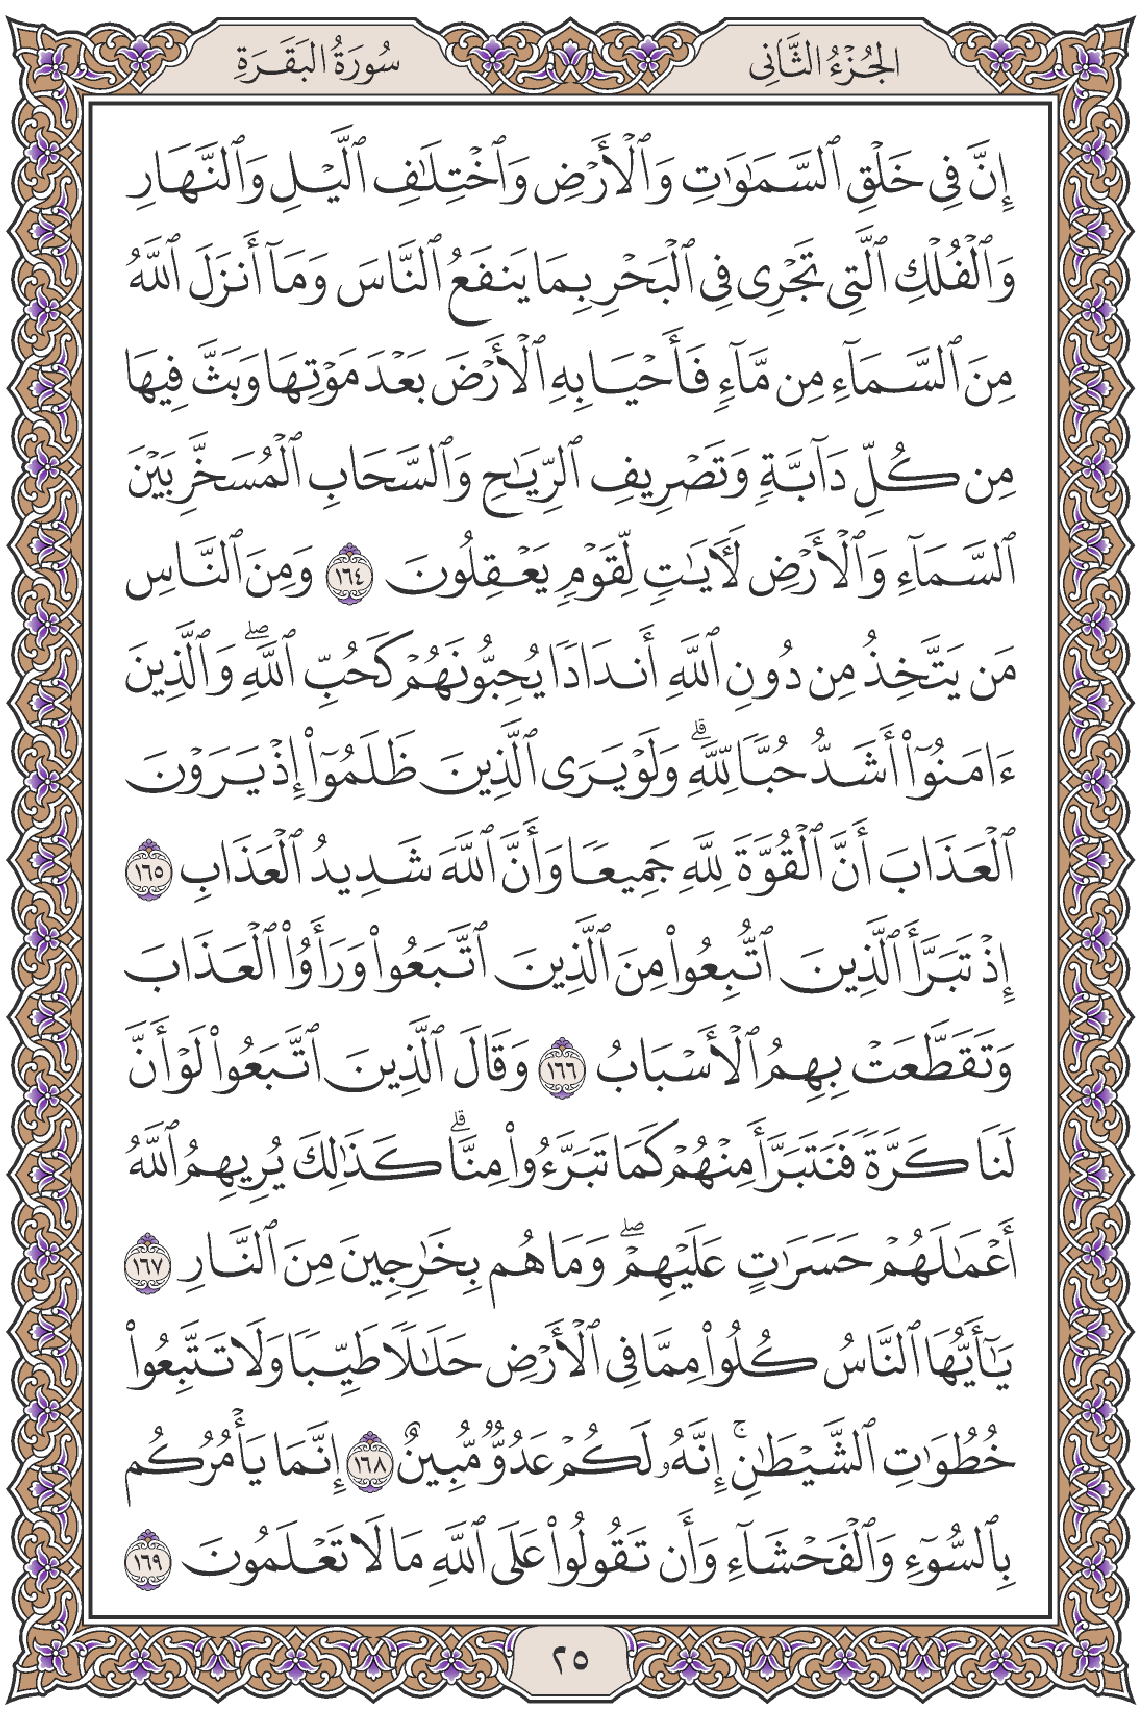 الجُزْءُ الثَّانِي
سُورَةُ البَقَرَةِ
إِنَّ فِى خَلْقِ ٱلسَّمَٰوَٰتِ وَٱلْأَرْضِ وَٱخْتِلَٰفِ ٱلَّيْلِ وَٱلنَّهَارِ
وَٱلْفُلْكِ ٱلَّتِى تَجْرِى فِى ٱلْبَحْرِ بِمَا يَنفَعُ ٱلنَّاسَ وَمَآ أَنزَلَ ٱللَّهُ
مِنَ ٱلسَّمَآءِ مِن مَّآءٍ فَأَحْيَا بِهِ ٱلْأَرْضَ بَعْدَ مَوْتِهَا وَبَثَّ فِيهَا
مِن كُلِّ دَآبَّةٍ وَتَصْرِيفِ ٱلرِّيَٰحِ وَٱلسَّحَابِ ٱلْمُسَخَّرِ بَيْنَ
ٱلسَّمَآءِ وَٱلْأَرْضِ لَءَايَٰتٍ لِّقَوْمٍ يَعْقِلُونَ ١٦٤ وَمِنَ ٱلنَّاسِ
مَن يَتَّخِذُ مِن دُونِ ٱللَّهِ أَندَادًا يُحِبُّونَهُمْ كَحُبِّ ٱللَّهِۖ وَٱلَّذِينَ
ءَامَنُوٓا۟ أَشَدُّ حُبًّا لِّلَّهِۗ وَلَوْ يَرَى ٱلَّذِينَ ظَلَمُوٓا۟ إِذْ يَرَوْنَ
ٱلْعَذَابَ أَنَّ ٱلْقُوَّةَ لِلَّهِ جَمِيعًا وَأَنَّ ٱللَّهَ شَدِيدُ ٱلْعَذَابِ ١٦٥
إِذْ تَبَرَّأَ ٱلَّذِينَ ٱتُّبِعُوا۟ مِنَ ٱلَّذِينَ ٱتَّبَعُوا۟ وَرَأَوُا۟ ٱلْعَذَابَ
وَتَقَطَّعَتْ بِهِمُ ٱلْأَسْبَابُ ١٦٦ وَقَالَ ٱلَّذِينَ ٱتَّبَعُوا۟ لَوْ أَنَّ
لَنَا كَرَّةً فَنَتَبَرَّأَ مِنْهُمْ كَمَا تَبَرَّءُوا۟ مِنَّاۗ كَذَٰلِكَ يُرِيهِمُ ٱللَّهُ
أَعْمَٰلَهُمْ حَسَرَٰتٍ عَلَيْهِمْۖ وَمَا هُم بِخَٰرِجِينَ مِنَ ٱلنَّارِ ١٦٧
يَٰٓأَيُّهَا ٱلنَّاسُ كُلُوا۟ مِمَّا فِى ٱلْأَرْضِ حَلَٰلًا طَيِّبًا وَلَا تَتَّبِعُوا۟
خُطُوَٰتِ ٱلشَّيْطَٰنِۚ إِنَّهُۥ لَكُمْ عَدُوٌّ مُّبِينٌ ١٦٨ إِنَّمَا يَأْمُرُكُم
بِٱلسُّوٓءِ وَٱلْفَحْشَآءِ وَأَن تَقُولُوا۟ عَلَى ٱللَّهِ مَا لَا تَعْلَمُونَ ١٦٩
٢٥